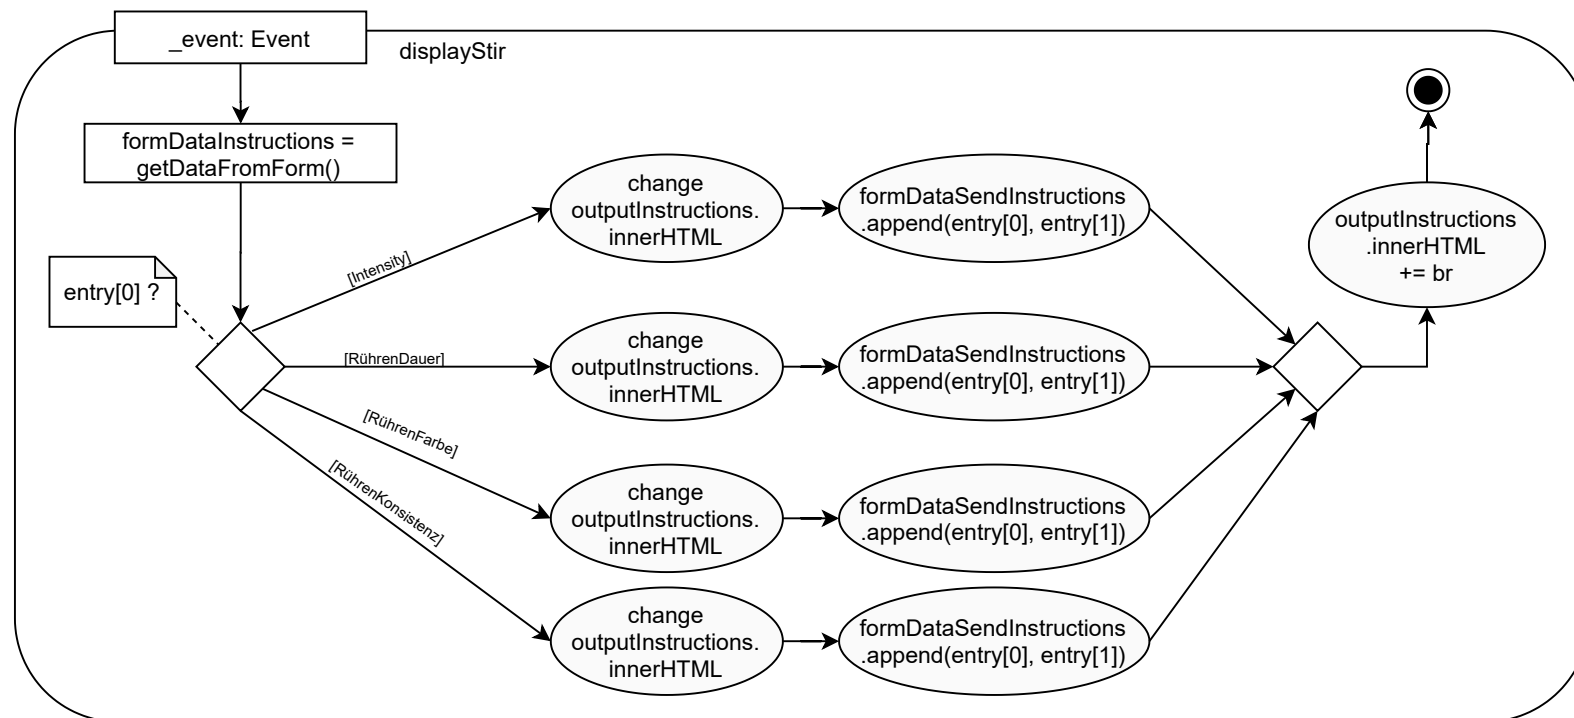 _event: Event
displayStir
formDataInstructions =
getDataFromForm()
entry[0] ?
[Intensity]
change
outputInstructions.
innerHTML
formDataSendInstructions
.append(entry[0], entry[1])
[RührenDauer]
change
outputInstructions.
innerHTML
formDataSendInstructions
.append(entry[0], entry[1])
[RührenFarbe]
change
outputInstructions.
innerHTML
formDataSendInstructions
.append(entry[0], entry[1])
[RührenKonsistenz]
change
outputInstructions.
innerHTML
formDataSendInstructions
.append(entry[0], entry[1])
outputInstructions
.innerHTML
+= br